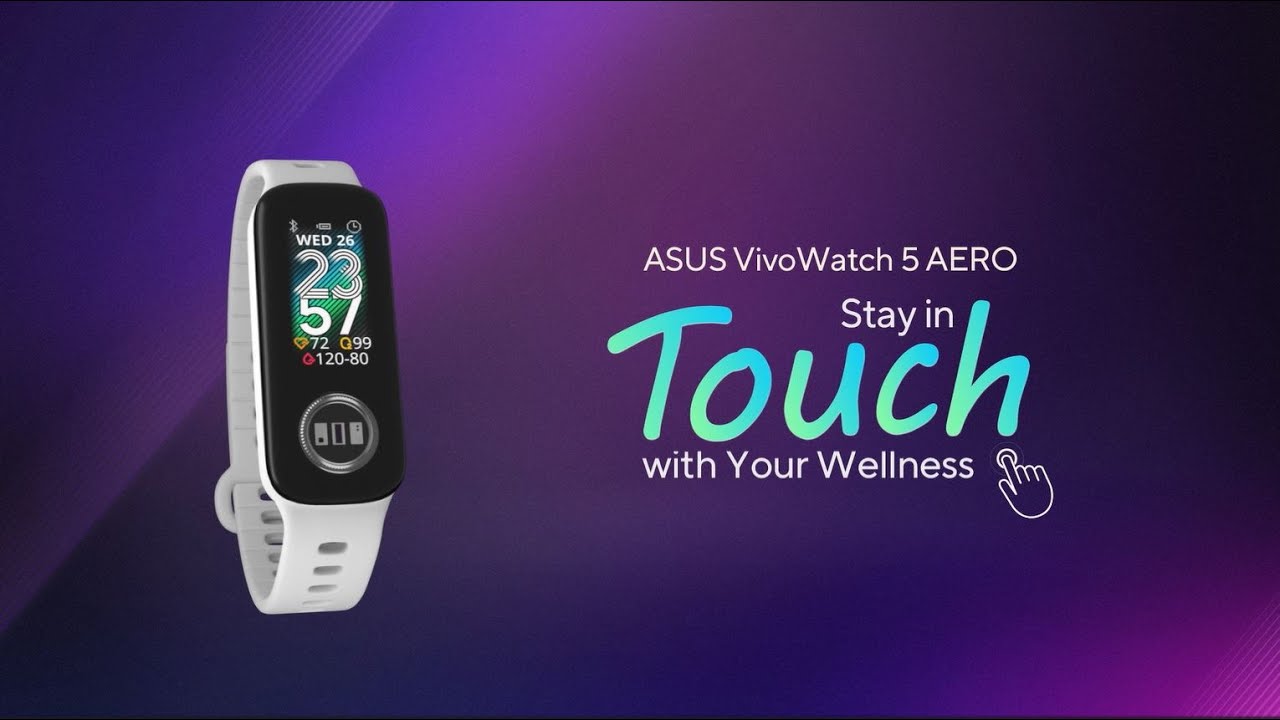 WED 26
23
57
72 99
120-80
ASUS VivoWatch 5 AERO
Stay in
Touch
with Your Wellness